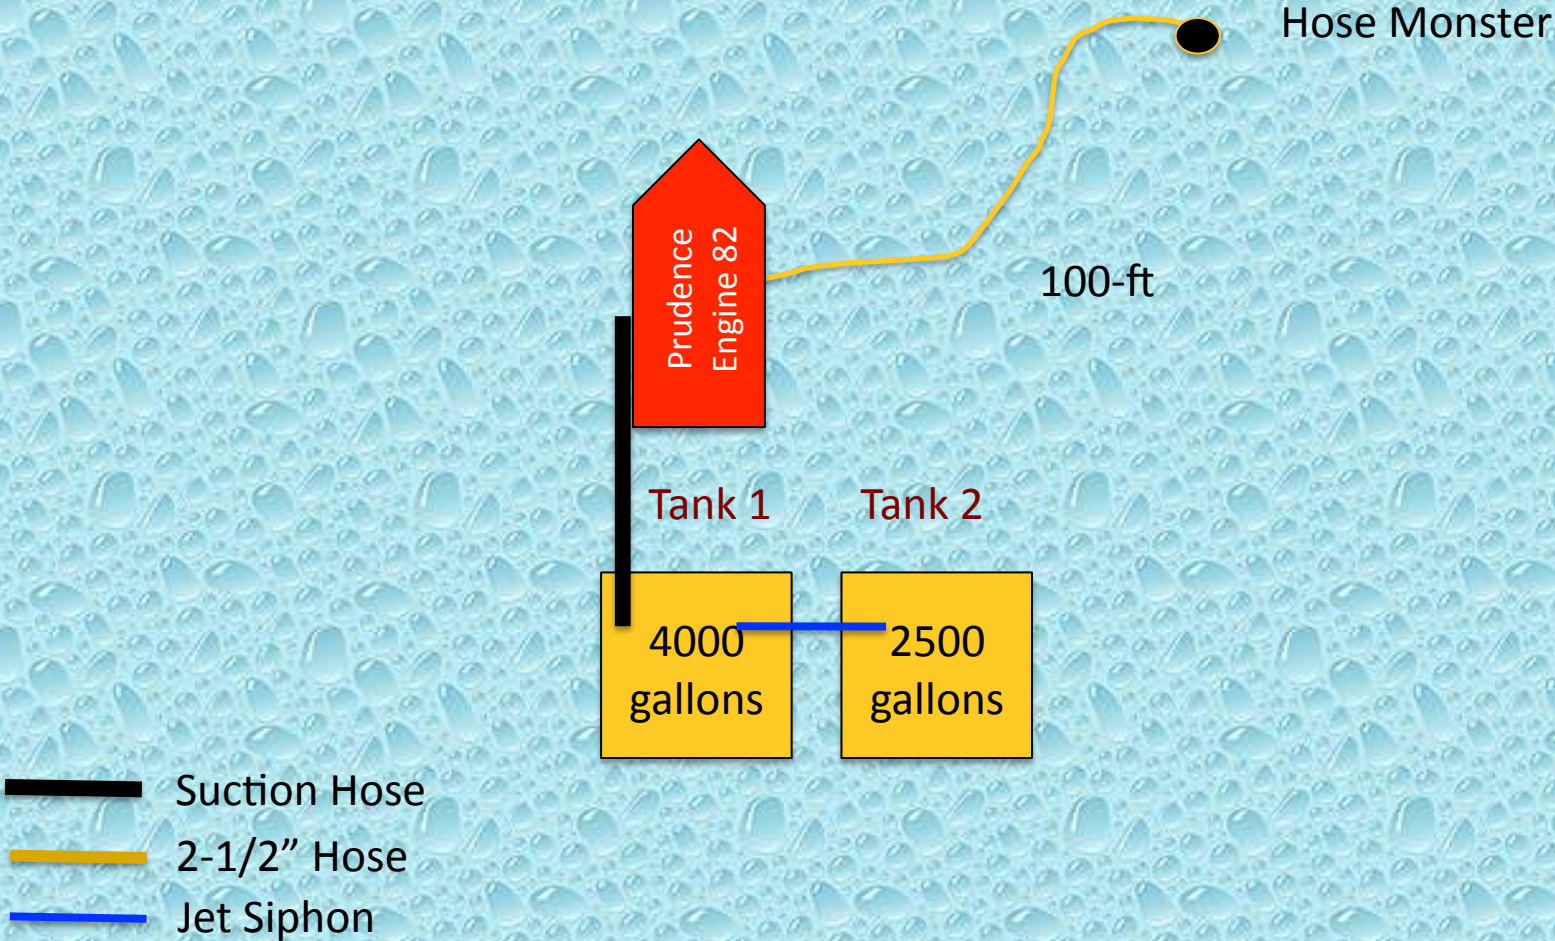 Hose Monster
Prudence
Engine 82
100-ft
Tank 1
Tank 2
4000
gallons
2500
gallons
Suction Hose
2-1/2” Hose
Jet Siphon